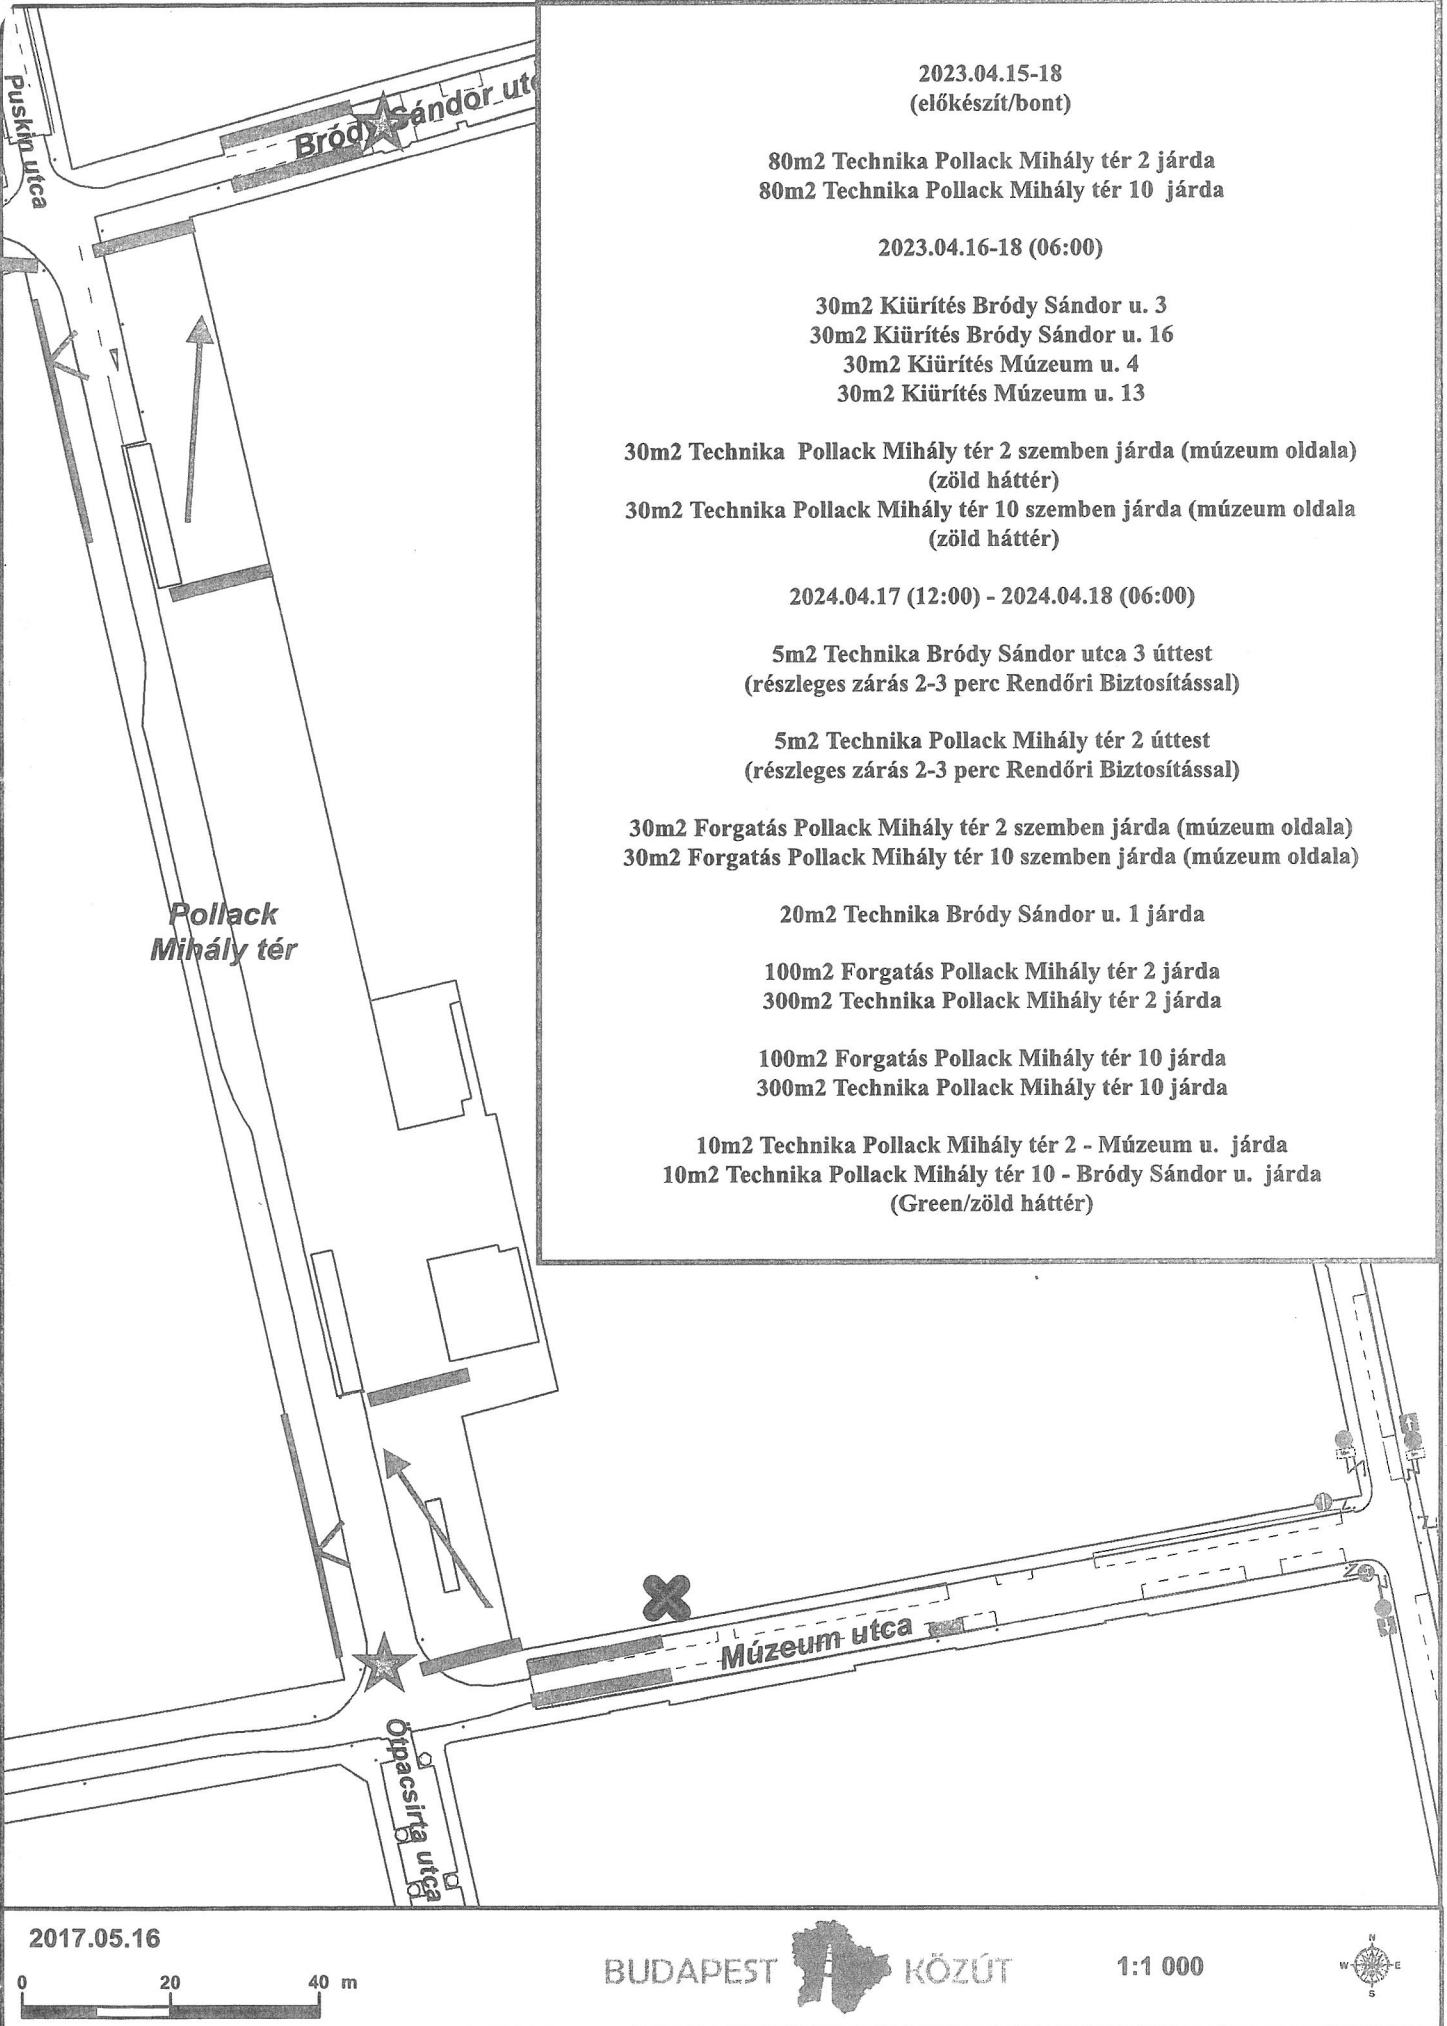 2023.04.15-18
(előkészít/bont)
80m2 Technika Pollack Mihály tér 2 járda
80m2 Technika Pollack Mihály tér 10 járda
2023.04.16-18 (06:00)
30m2 Kiürítés Bródy Sándor u. 3
30m2 Kiürítés Bródy Sándor u. 16
30m2 Kiürítés Múzeum u. 4
30m2 Kiürítés Múzeum u. 13
30m2 Technika Pollack Mihály tér 2 szemben járda (múzeum oldala)
(zöld háttér)
30m2 Technika Pollack Mihály tér 10 szemben járda (múzeum oldala
(zöld háttér)
2024.04.17 (12:00) - 2024.04.18 (06:00)
5m2 Technika Bródy Sándor utca 3 úttest
(részleges zárás 2-3 perc Rendőri Biztosítással)
5m2 Technika Pollack Mihály tér 2 úttest
(részleges zárás 2-3 perc Rendőri Biztosítással)
30m2 Forgatás Pollack Mihály tér 2 szemben járda (múzeum oldala)
30m2 Forgatás Pollack Mihály tér 10 szemben járda (múzeum oldala)
20m2 Technika Bródy Sándor u. 1 járda
100m2 Forgatás Pollack Mihály tér 2 járda
300m2 Technika Pollack Mihály tér 2 járda
100m2 Forgatás Pollack Mihály tér 10 járda
300m2 Technika Pollack Mihály tér 10 járda
10m2 Technika Pollack Mihály tér 2 - Múzeum u. járda
10m2 Technika Pollack Mihály tér 10 - Bródy Sándor u. járda
(Green/zöld háttér)
Puskin utca
Bródy Sándor utc
Pollack
Mihály tér
Múzeum utca
Ötpacsirta utca
2017.05.16
0 20 40 m
BUDAPEST KÖZÚT
1:1 000
N
W E
S